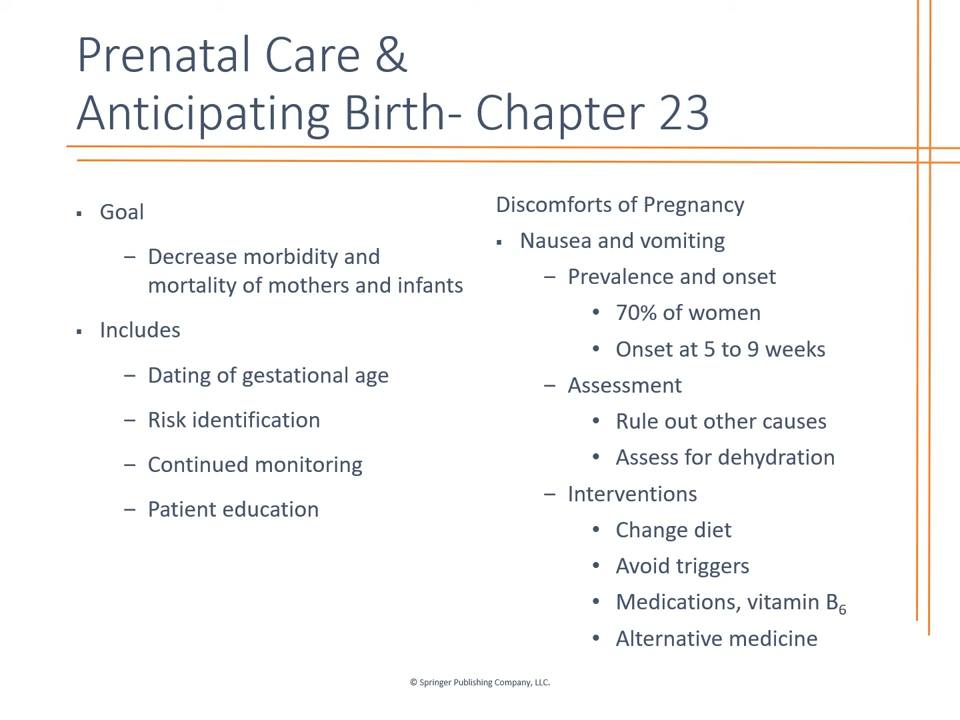 Prenatal Care &
Anticipating Birth- Chapter 23
▪ Goal
– Decrease morbidity and
mortality of mothers and infants
▪ Includes
– Dating of gestational age
– Risk identification
– Continued monitoring
– Patient education
Discomforts of Pregnancy
▪ Nausea and vomiting
– Prevalence and onset
• 70% of women
• Onset at 5 to 9 weeks
– Assessment
• Rule out other causes
• Assess for dehydration
– Interventions
• Change diet
• Avoid triggers
• Medications, vitamin B₆
• Alternative medicine
© Springer Publishing Company, LLC.